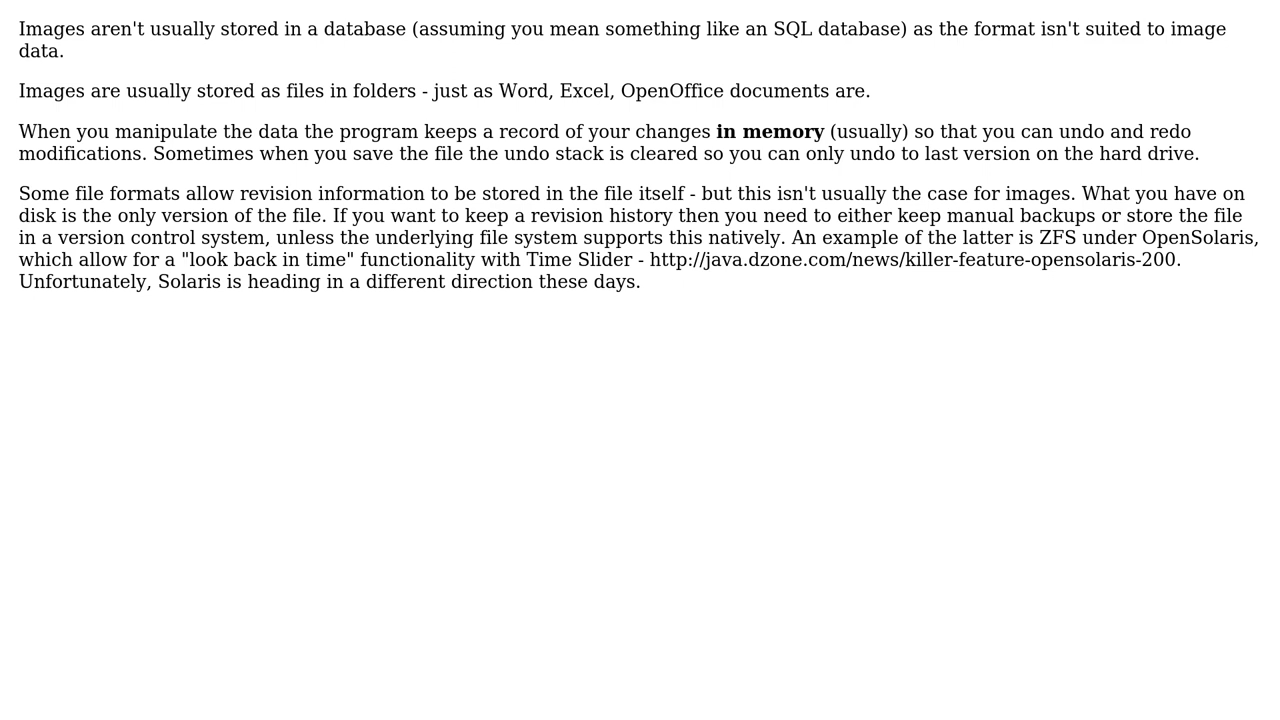 Images aren't usually stored in a database (assuming you mean something like an SQL database) as the format isn't suited to image
data.
Images are usually stored as files in folders - just as Word, Excel, OpenOffice documents are.
When you manipulate the data the program keeps a record of your changes in memory (usually) so that you can undo and redo
modifications. Sometimes when you save the file the undo stack is cleared so you can only undo to last version on the hard drive.
Some file formats allow revision information to be stored in the file itself - but this isn't usually the case for images. What you have on
disk is the only version of the file. If you want to keep a revision history then you need to either keep manual backups or store the file
in a version control system, unless the underlying file system supports this natively. An example of the latter is ZFS under OpenSolaris,
which allow for a "look back in time" functionality with Time Slider - http://java.dzone.com/news/killer-feature-opensolaris-200.
Unfortunately, Solaris is heading in a different direction these days.